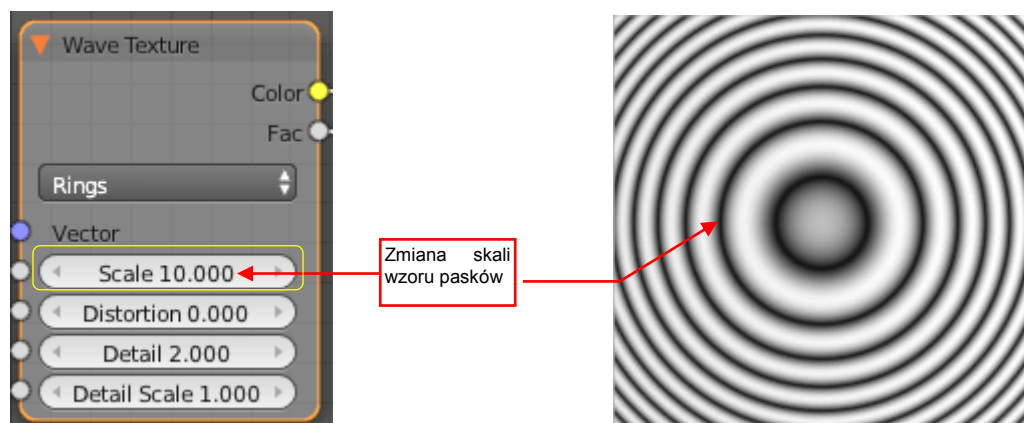 Wave Texture
Color
Fac
Rings
Vector
Scale 10.000
Distortion 0.000
Detail 2.000
Detail Scale 1.000
Zmiana skali
wzoru pasków